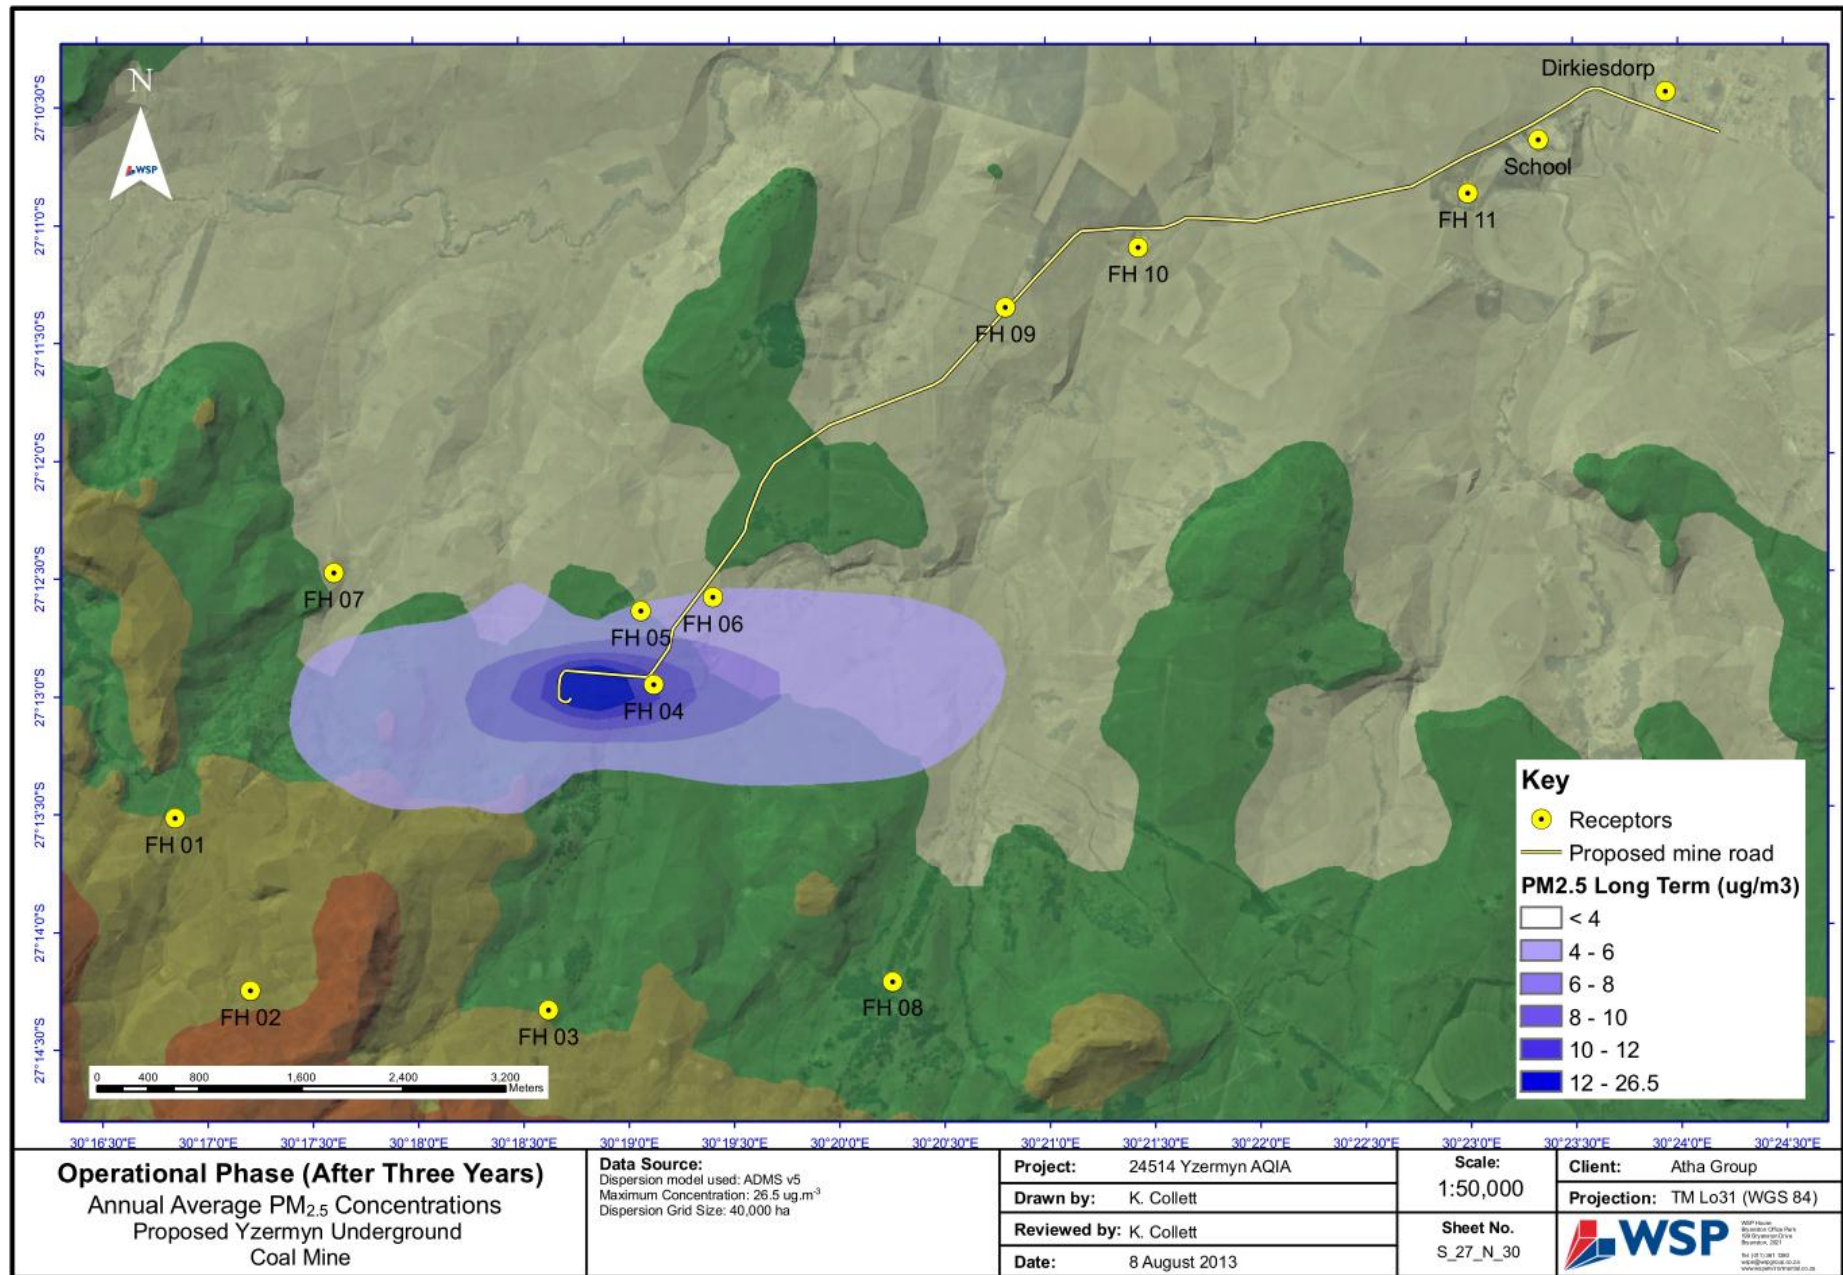 N
WSP
27°10'30"S
27°11'0"S
27°11'30"S
27°12'0"S
27°12'30"S
27°13'0"S
27°13'30"S
27°14'0"S
27°14'30"S
Dirkiesdorp
School
FH 11
FH 10
FH 09
FH 07
FH 05
FH 06
FH 04
FH 01
FH 02
FH 03
FH 08
Key
Receptors
Proposed mine road
PM2.5 Long Term (ug/m3)
< 4
4 - 6
6 - 8
8 - 10
10 - 12
12 - 26.5
0 400 800 1,600 2,400 3,200
Meters
30°16'30"E 30°17'0"E 30°17'30"E 30°18'0"E 30°18'30"E 30°19'0"E 30°19'30"E 30°20'0"E 30°20'30"E 30°21'0"E 30°21'30"E 30°22'0"E 30°22'30"E 30°23'0"E 30°23'30"E 30°24'0"E 30°24'30"E
Operational Phase (After Three Years)
Annual Average PM2.5 Concentrations
Proposed Yzermyn Underground
Coal Mine
Data Source:
Dispersion model used: ADMS v5
Maximum Concentration: 26.5 ug.m-3
Dispersion Grid Size: 40,000 ha
Project: 24514 Yzermyn AQIA
Drawn by: K. Collett
Reviewed by: K. Collett
Date: 8 August 2013
Scale:
1:50,000
Sheet No.
S_27_N_30
Client: Atha Group
Projection: TM Lo31 (WGS 84)
WSP
WSP House